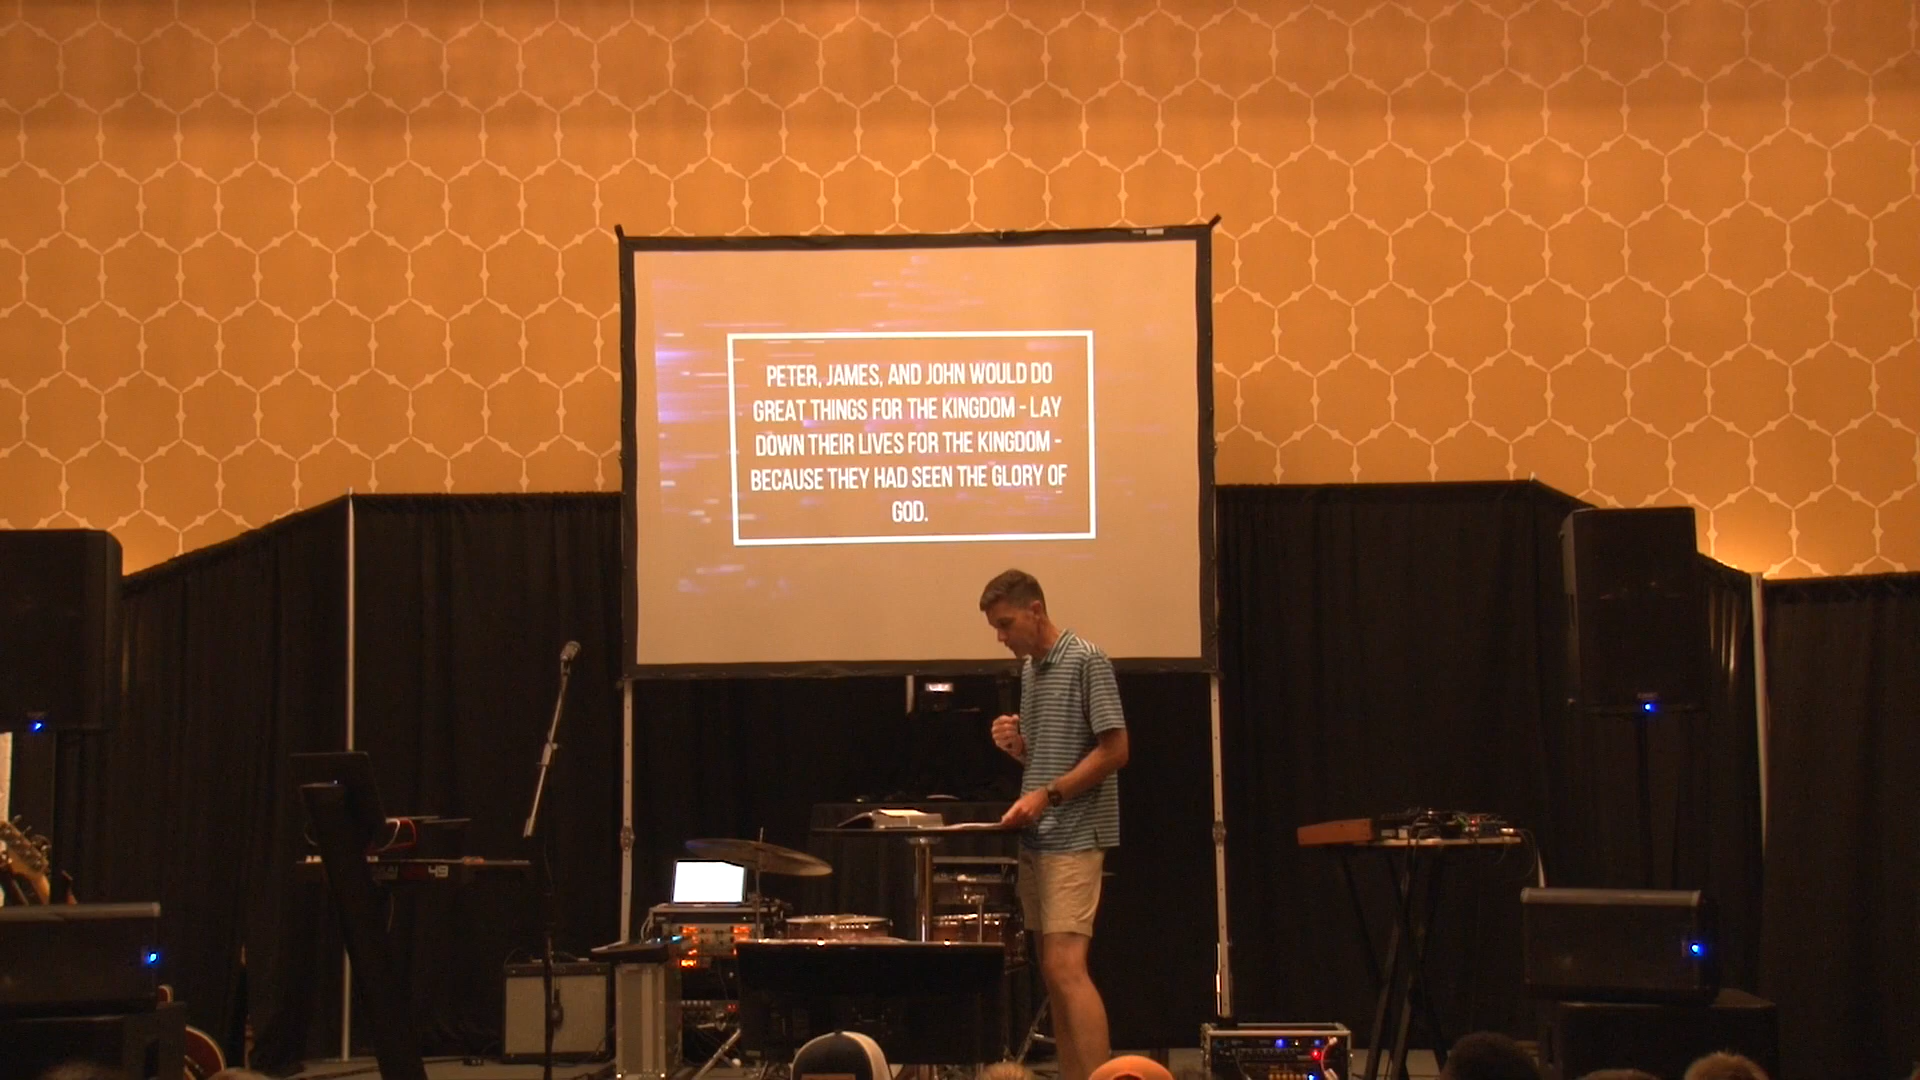 PETER, JAMES, AND JOHN WOULD DO
GREAT THINGS FOR THE KINGDOM - LAY
DOWN THEIR LIVES FOR THE KINGDOM -
BECAUSE THEY HAD SEEN THE GLORY OF
GOD.
49